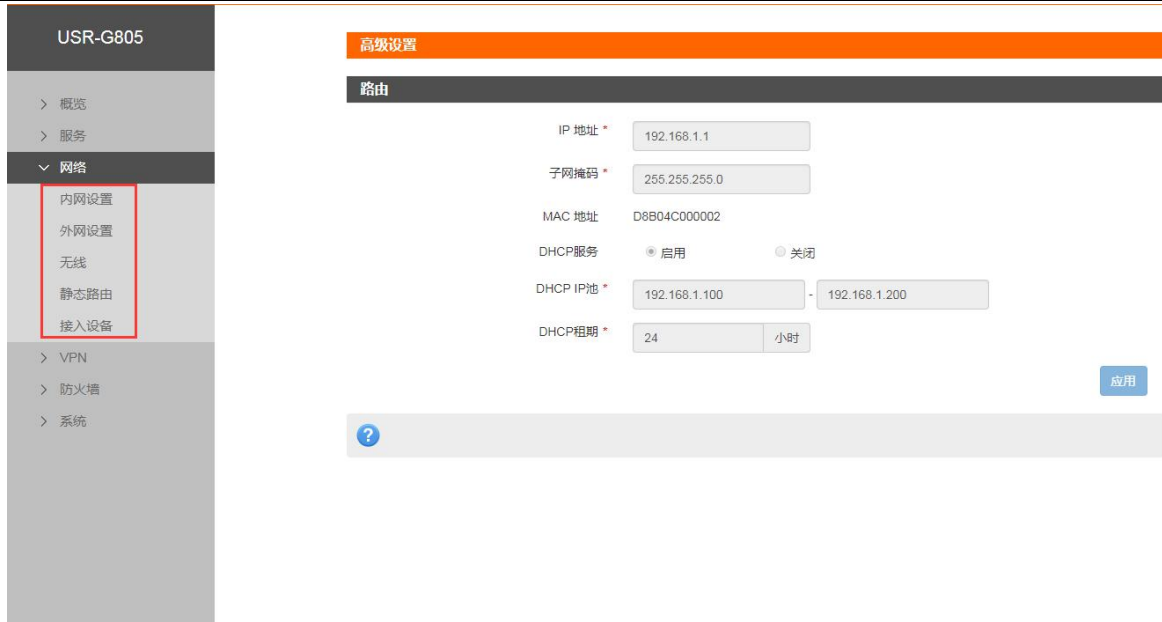 USR-G805
概览
服务
网络
内网设置
外网设置
无线
静态路由
接入设备
VPN
防火墙
系统
高级设置
路由
IP 地址 * 192.168.1.1
子网掩码 * 255.255.255.0
MAC 地址 D8B04C000002
DHCP服务 启用 关闭
DHCP IP池 * 192.168.1.100 - 192.168.1.200
DHCP租期 * 24 小时
应用
?